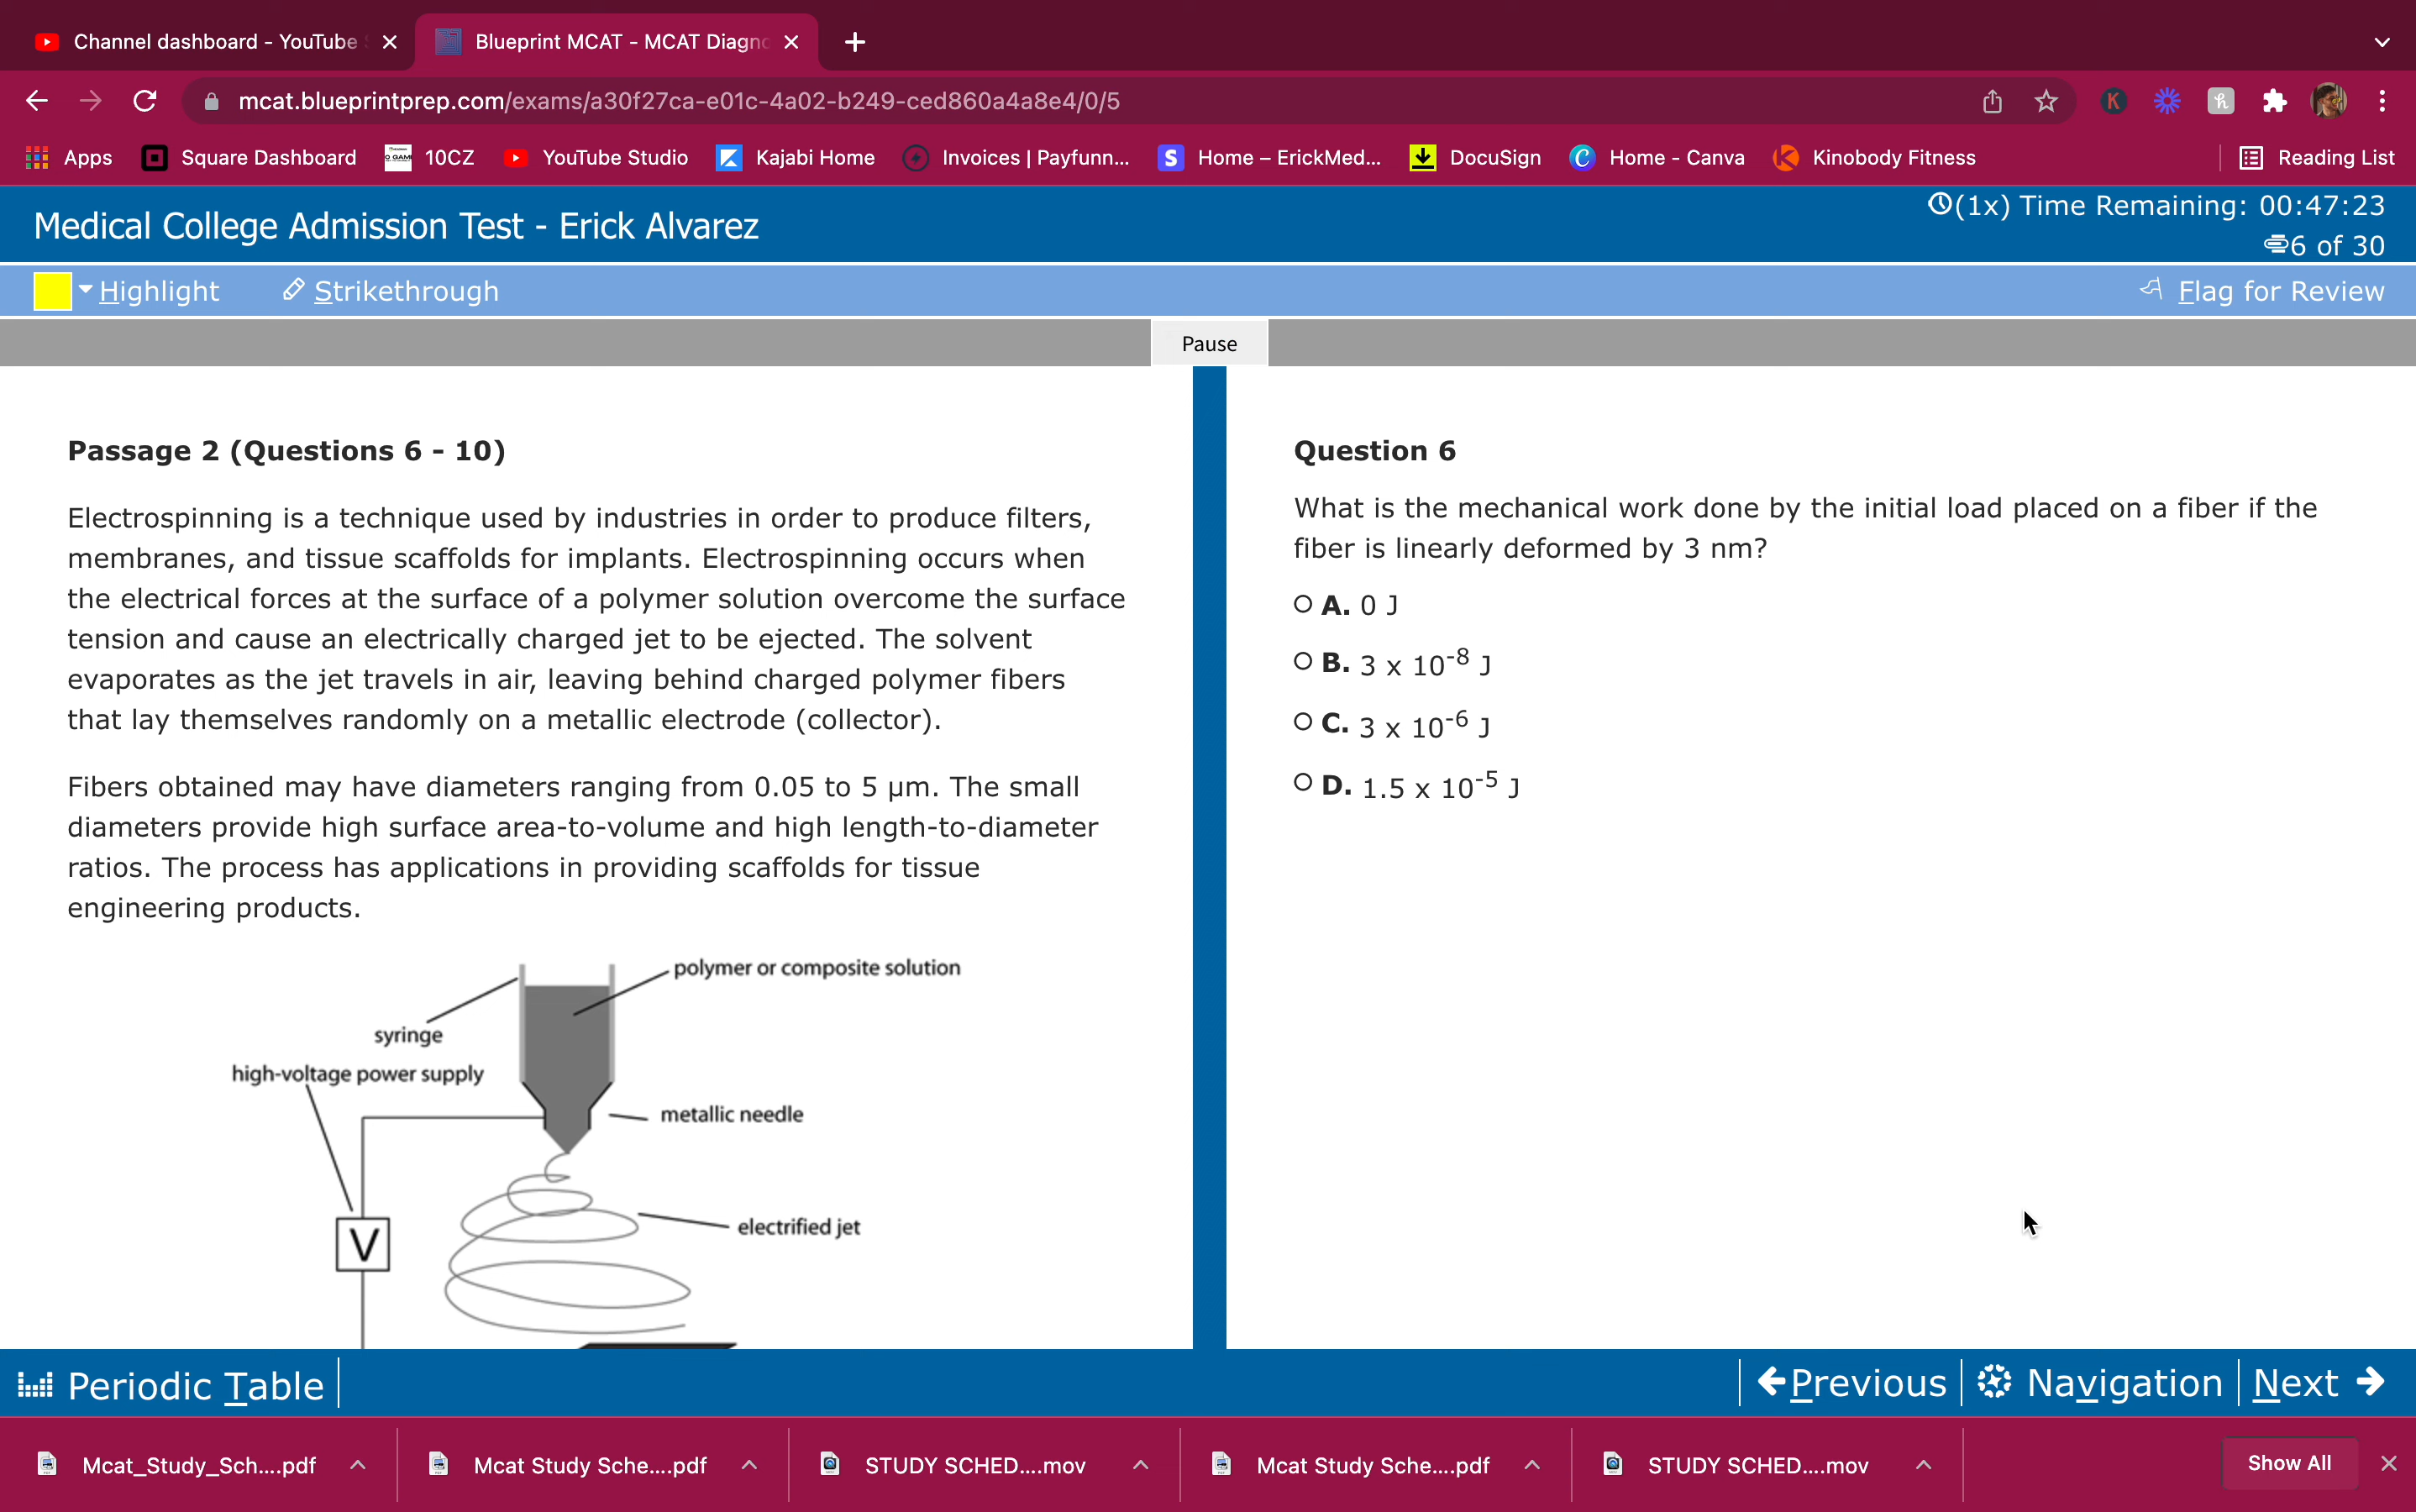 Channel dashboard - YouTube
Blueprint MCAT - MCAT Diagno
mcat.blueprintprep.com/exams/a30f27ca-e01c-4a02-b249-ced860a4a8e4/0/5
Apps
Square Dashboard
10CZ
YouTube Studio
Kajabi Home
Invoices | Payfunn...
Home – ErickMed...
DocuSign
Home - Canva
Kinobody Fitness
Reading List
Medical College Admission Test - Erick Alvarez
(1x) Time Remaining: 00:47:23
6 of 30
Highlight
Strikethrough
Flag for Review
Pause
Passage 2 (Questions 6 - 10)
Electrospinning is a technique used by industries in order to produce filters,
membranes, and tissue scaffolds for implants. Electrospinning occurs when
the electrical forces at the surface of a polymer solution overcome the surface
tension and cause an electrically charged jet to be ejected. The solvent
evaporates as the jet travels in air, leaving behind charged polymer fibers
that lay themselves randomly on a metallic electrode (collector).
Fibers obtained may have diameters ranging from 0.05 to 5 µm. The small
diameters provide high surface area-to-volume and high length-to-diameter
ratios. The process has applications in providing scaffolds for tissue
engineering products.
polymer or composite solution
syringe
high-voltage power supply
metallic needle
electrified jet
V
Question 6
What is the mechanical work done by the initial load placed on a fiber if the
fiber is linearly deformed by 3 nm?
A. 0 J
B. 3 x 10⁻⁸ J
C. 3 x 10⁻⁶ J
D. 1.5 x 10⁻⁵ J
Periodic Table
Previous
Navigation
Next
Mcat_Study_Sch....pdf
Mcat Study Sche....pdf
STUDY SCHED....mov
Mcat Study Sche....pdf
STUDY SCHED....mov
Show All